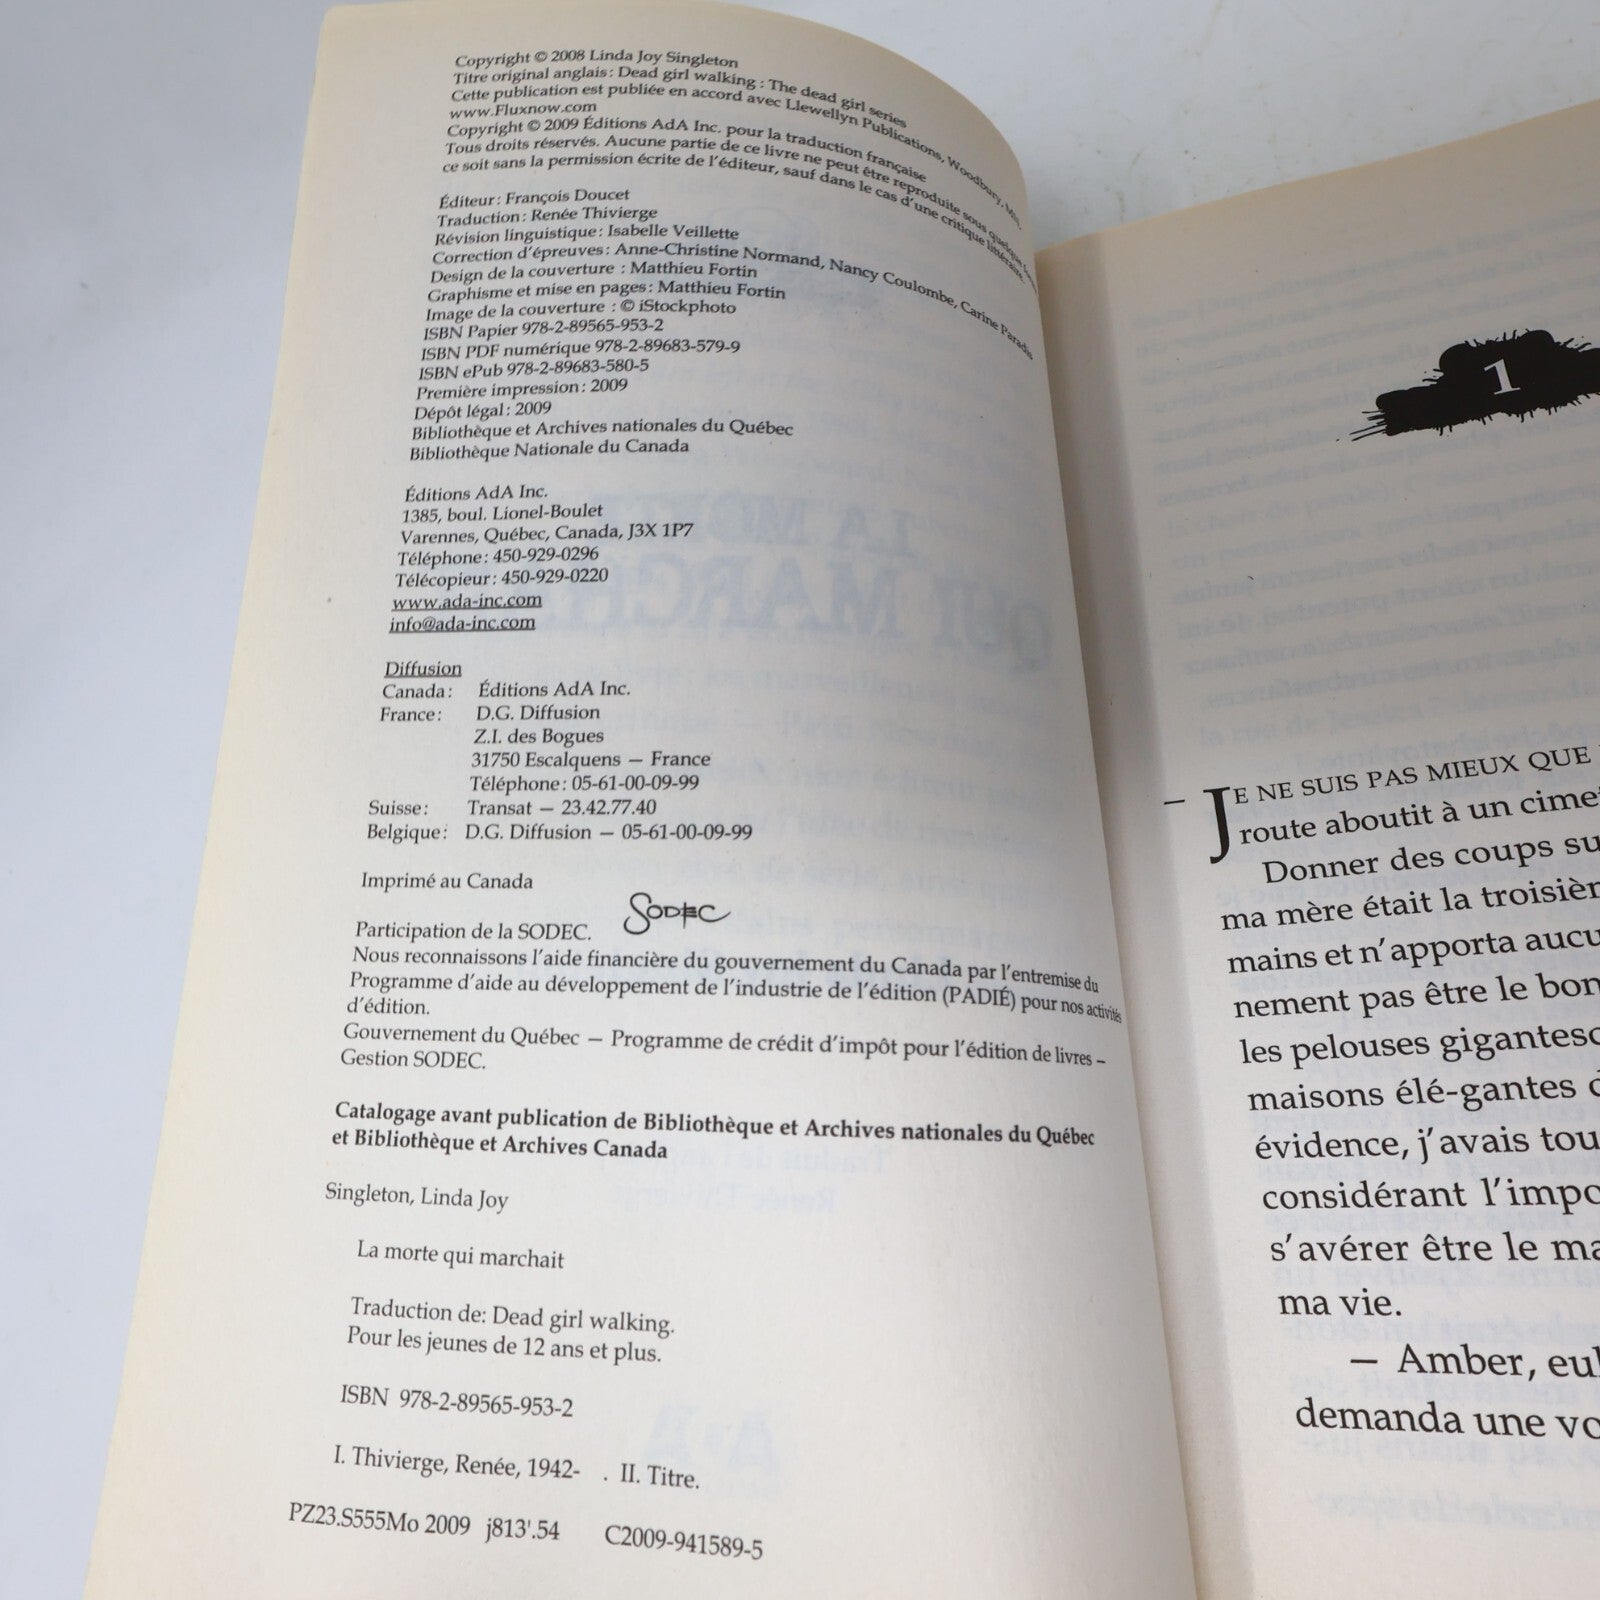 Copyright © 2008 Linda Joy Singleton
Titre original anglais : Dead girl walking : The dead girl series
Cette publication est publiée en accord avec Llewellyn Publications, Woodbury, MN.
www.Fluxnow.com
Copyright © 2009 Éditions AdA Inc. pour la traduction française
Tous droits réservés. Aucune partie de ce livre ne peut être reproduite sous quelque
ce soit sans la permission écrite de l'éditeur, sauf dans le cas d'une critique littéraire.
Éditeur : François Doucet
Traduction : Renée Thivierge
Révision linguistique : Isabelle Veillette
Correction d'épreuves : Anne-Christine Normand, Nancy Coulombe, Carine Paradis
Design de la couverture : Matthieu Fortin
Graphisme et mise en pages : Matthieu Fortin
Image de la couverture : © iStockphoto
ISBN Papier 978-2-89565-953-2
ISBN PDF numérique 978-2-89683-579-9
ISBN ePub 978-2-89683-580-5
Première impression : 2009
Dépôt légal : 2009
Bibliothèque et Archives nationales du Québec
Bibliothèque Nationale du Canada
Éditions AdA Inc.
1385, boul. Lionel-Boulet
Varennes, Québec, Canada, J3X 1P7
Téléphone : 450-929-0296
Télécopieur : 450-929-0220
www.ada-inc.com
info@ada-inc.com
Diffusion
Canada : Éditions AdA Inc.
France : D.G. Diffusion
Z.I. des Bogues
31750 Escalquens — France
Téléphone : 05-61-00-09-99
Suisse : Transat — 23.42.77.40
Belgique : D.G. Diffusion — 05-61-00-09-99
Imprimé au Canada
SODEC
Participation de la SODEC.
Nous reconnaissons l'aide financière du gouvernement du Canada par l'entremise du
Programme d'aide au développement de l'industrie de l'édition (PADIÉ) pour nos activités
d'édition.
Gouvernement du Québec — Programme de crédit d'impôt pour l'édition de livres –
Gestion SODEC.
Catalogage avant publication de Bibliothèque et Archives nationales du Québec
et Bibliothèque et Archives Canada
Singleton, Linda Joy
La morte qui marchait
Traduction de: Dead girl walking.
Pour les jeunes de 12 ans et plus.
ISBN 978-2-89565-953-2
I. Thivierge, Renée, 1942- . II. Titre.
PZ23.S555Mo 2009 j813'.54 C2009-941589-5
1
– JE NE SUIS PAS MIEUX QUE
route aboutit à un cimet
Donner des coups su
ma mère était la troisièm
mains et n'apporta aucu
nement pas être le bon
les pelouses gigantesq
maisons élé-gantes d
évidence, j'avais tou
considérant l'impo
s'avérer être le ma
ma vie.
— Amber, eu
demanda une vo